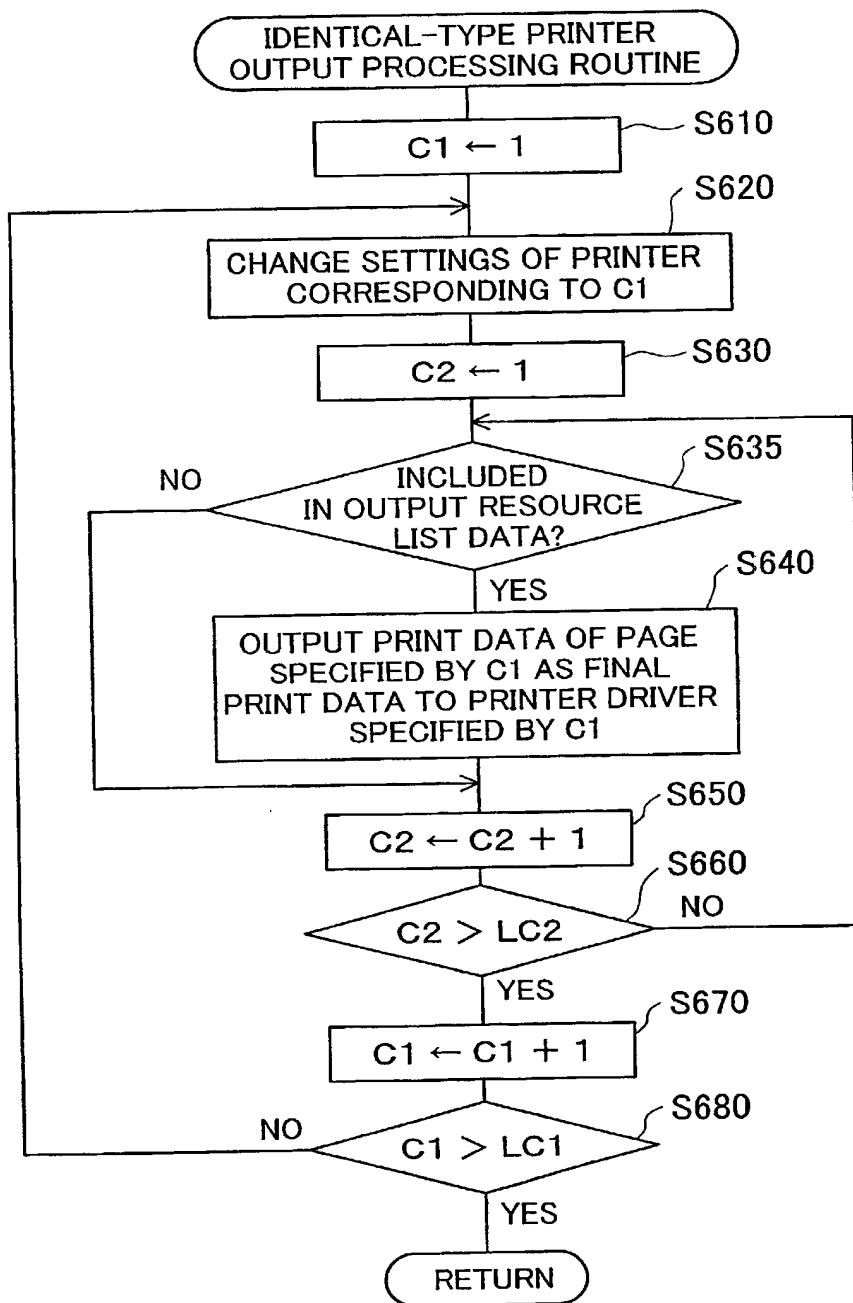 IDENTICAL-TYPE PRINTER
OUTPUT PROCESSING ROUTINE
S610
C1 ← 1
S620
CHANGE SETTINGS OF PRINTER
CORRESPONDING TO C1
S630
C2 ← 1
S635
NO
INCLUDED
IN OUTPUT RESOURCE
LIST DATA?
YES
S640
OUTPUT PRINT DATA OF PAGE
SPECIFIED BY C1 AS FINAL
PRINT DATA TO PRINTER DRIVER
SPECIFIED BY C1
S650
C2 ← C2 + 1
S660
C2 > LC2
NO
YES
S670
C1 ← C1 + 1
S680
NO
C1 > LC1
YES
RETURN